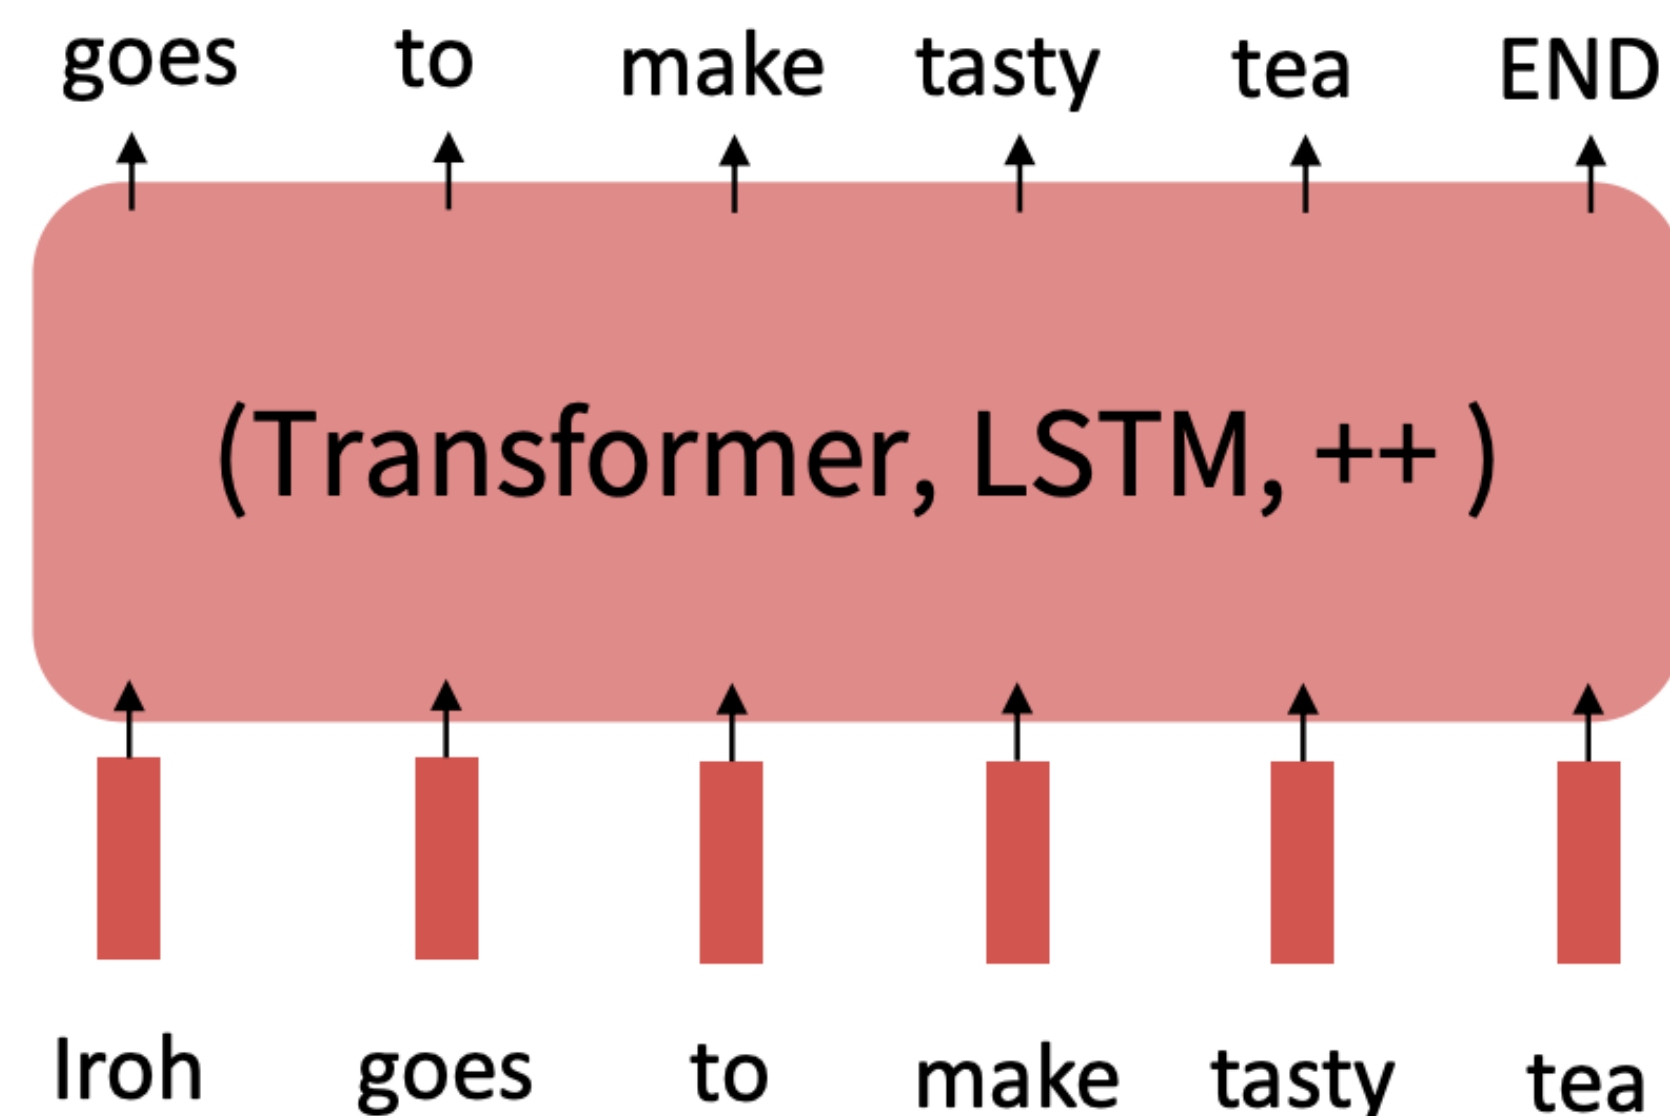 goes to make tasty tea END
(Transformer, LSTM, ++ )
Iroh goes to make tasty tea